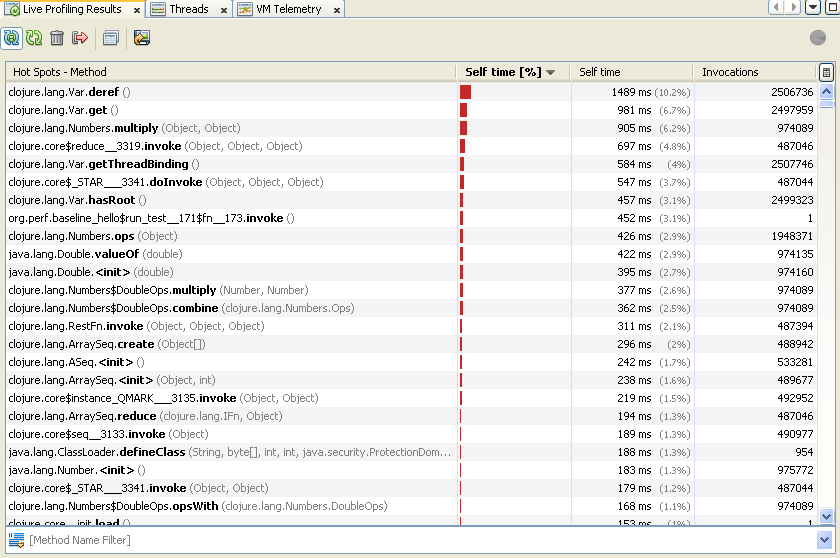 Live Profiling Results × Threads × VM Telemetry ×
Hot Spots - Method Self time [%] Self time Invocations
clojure.lang.Var.deref () 1489 ms (10.2%) 2506736
clojure.lang.Var.get () 981 ms (6.7%) 2497959
clojure.lang.Numbers.multiply (Object, Object) 905 ms (6.2%) 974089
clojure.core$reduce__3319.invoke (Object, Object, Object) 697 ms (4.8%) 487046
clojure.lang.Var.getThreadBinding () 584 ms (4%) 2507746
clojure.core$_STAR___3341.doInvoke (Object, Object, Object) 547 ms (3.7%) 487044
clojure.lang.Var.hasRoot () 457 ms (3.1%) 2499323
org.perf.baseline_hello$run_test__171$fn__173.invoke () 452 ms (3.1%) 1
clojure.lang.Numbers.ops (Object) 426 ms (2.9%) 1948371
java.lang.Double.valueOf (double) 422 ms (2.9%) 974135
java.lang.Double.<init> (double) 395 ms (2.7%) 974160
clojure.lang.Numbers$DoubleOps.multiply (Number, Number) 377 ms (2.6%) 974089
clojure.lang.Numbers$DoubleOps.combine (clojure.lang.Numbers.Ops) 362 ms (2.5%) 974089
clojure.lang.RestFn.invoke (Object, Object, Object) 311 ms (2.1%) 487394
clojure.lang.ArraySeq.create (Object[]) 296 ms (2%) 488942
clojure.lang.ASeq.<init> () 242 ms (1.7%) 533281
clojure.lang.ArraySeq.<init> (Object, int) 238 ms (1.6%) 489677
clojure.core$instance_QMARK___3135.invoke (Object, Object) 219 ms (1.5%) 492952
clojure.lang.ArraySeq.reduce (clojure.lang.IFn, Object) 194 ms (1.3%) 487046
clojure.core$seq__3133.invoke (Object) 189 ms (1.3%) 490977
java.lang.ClassLoader.defineClass (String, byte[], int, int, java.security.ProtectionDom... 188 ms (1.3%) 954
java.lang.Number.<init> () 183 ms (1.3%) 975772
clojure.core$_STAR___3341.invoke (Object, Object) 179 ms (1.2%) 487044
clojure.lang.Numbers$DoubleOps.opsWith (clojure.lang.Numbers.DoubleOps) 168 ms (1.1%) 974089
clojure.core__init.load () 153 ms (1%) 1
[Method Name Filter]